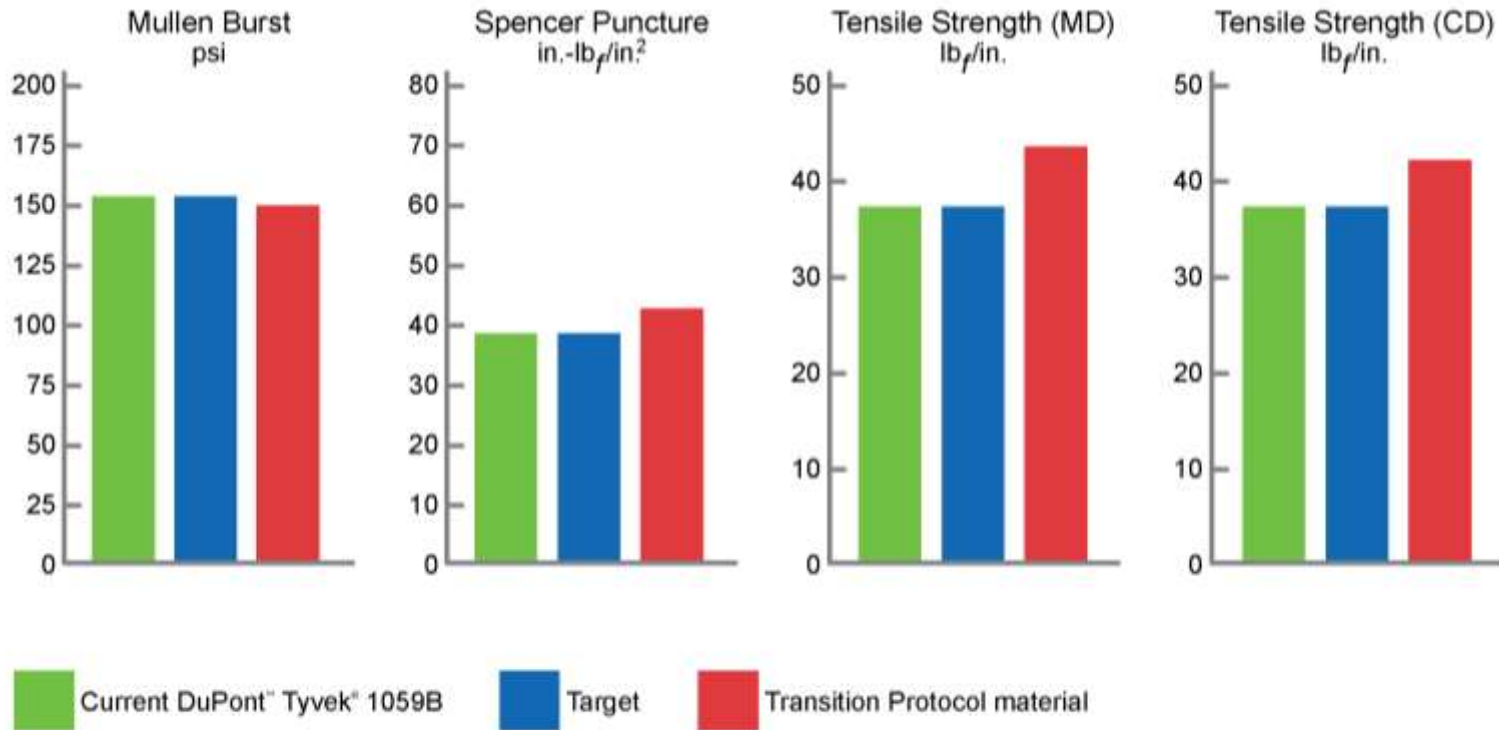 Mullen Burst
psi
200
175
150
125
100
75
50
25
0
Spencer Puncture
in.-lbf/in.²
80
70
60
50
40
30
20
10
0
Tensile Strength (MD)
lbf/in.
50
40
30
20
10
0
Tensile Strength (CD)
lbf/in.
50
40
30
20
10
0
Current DuPont™ Tyvek® 1059B
Target
Transition Protocol material